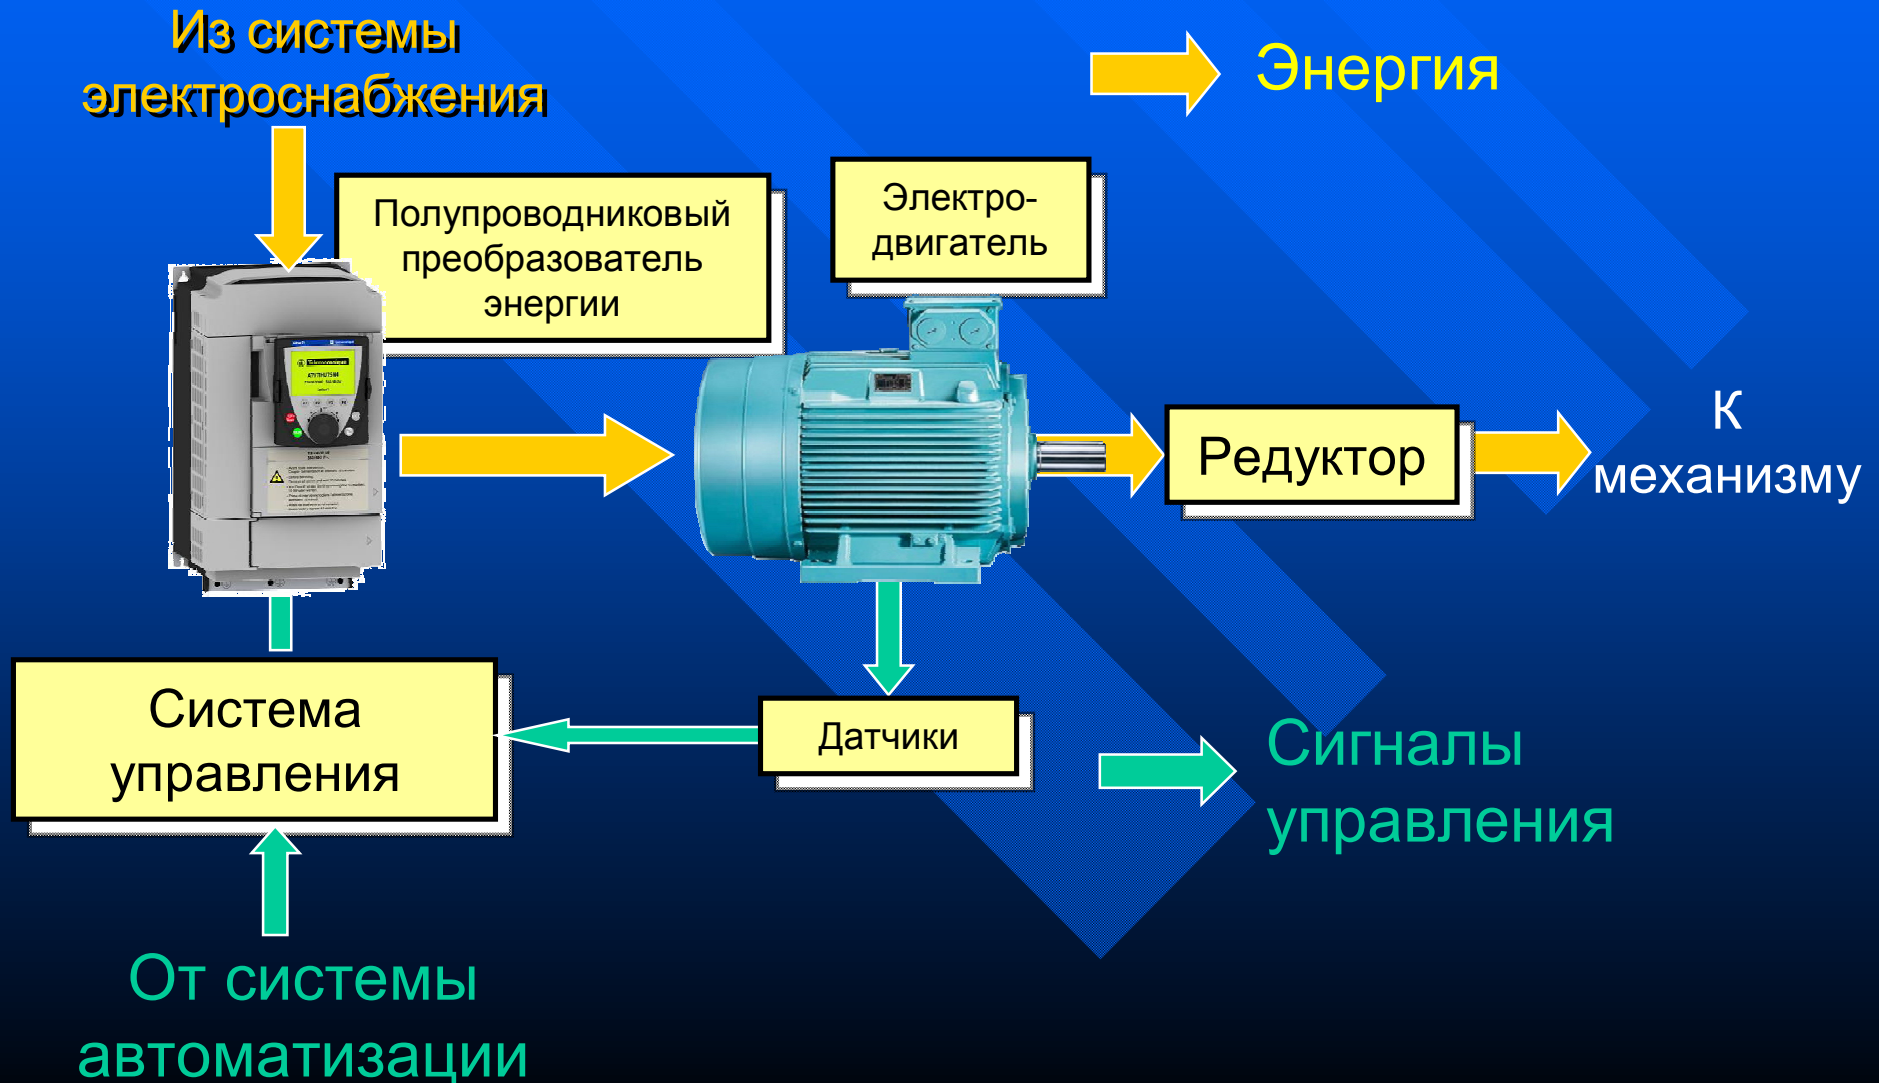 Из системы
электроснабжения
Энергия
Полупроводниковый
преобразователь
энергии
Электро-
двигатель
Редуктор
К
механизму
Система
управления
Датчики
Сигналы
управления
От системы
автоматизации